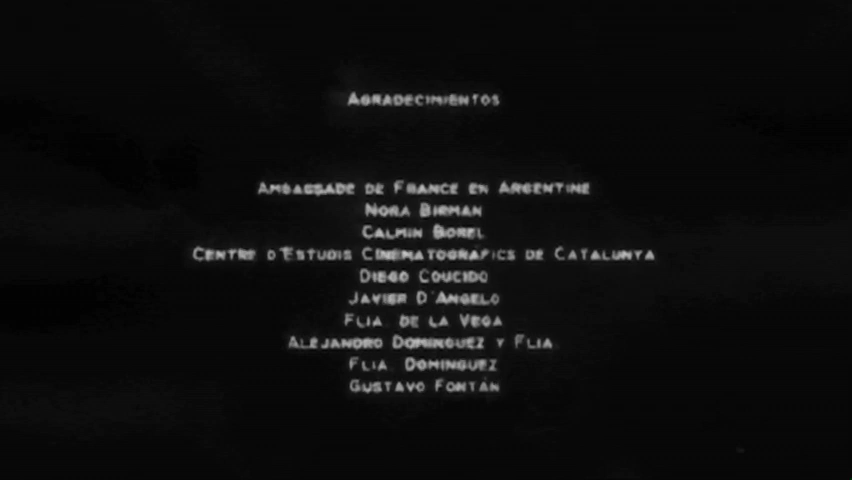 Agradecimientos
Ambassade de France en Argentine
Nora Birman
Calmin Borel
Centre d'Estudis Cinematografics de Catalunya
Diego Coucido
Javier D'Angelo
Flia. de la Vega
Alejandro Dominguez y Flia.
Flia. Dominguez
Gustavo Fontán